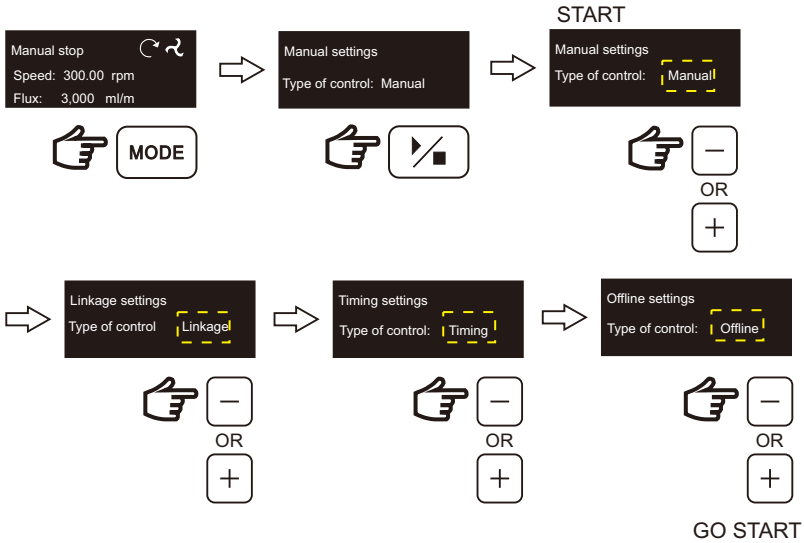 START
Manual stop
Speed: 300.00 rpm
Flux: 3,000 ml/m
Manual settings
Type of control: Manual
Manual settings
Type of control: Manual
MODE
OR
Linkage settings
Type of control Linkage
Timing settings
Type of control: Timing
Offline settings
Type of control: Offline
OR
OR
OR
GO START